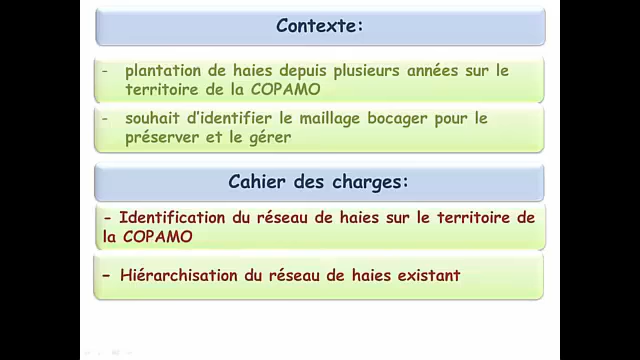 Contexte:
- plantation de haies depuis plusieurs années sur le
territoire de la COPAMO
- souhait d'identifier le maillage bocager pour le
préserver et le gérer
Cahier des charges:
- Identification du réseau de haies sur le territoire de
la COPAMO
- Hiérarchisation du réseau de haies existant